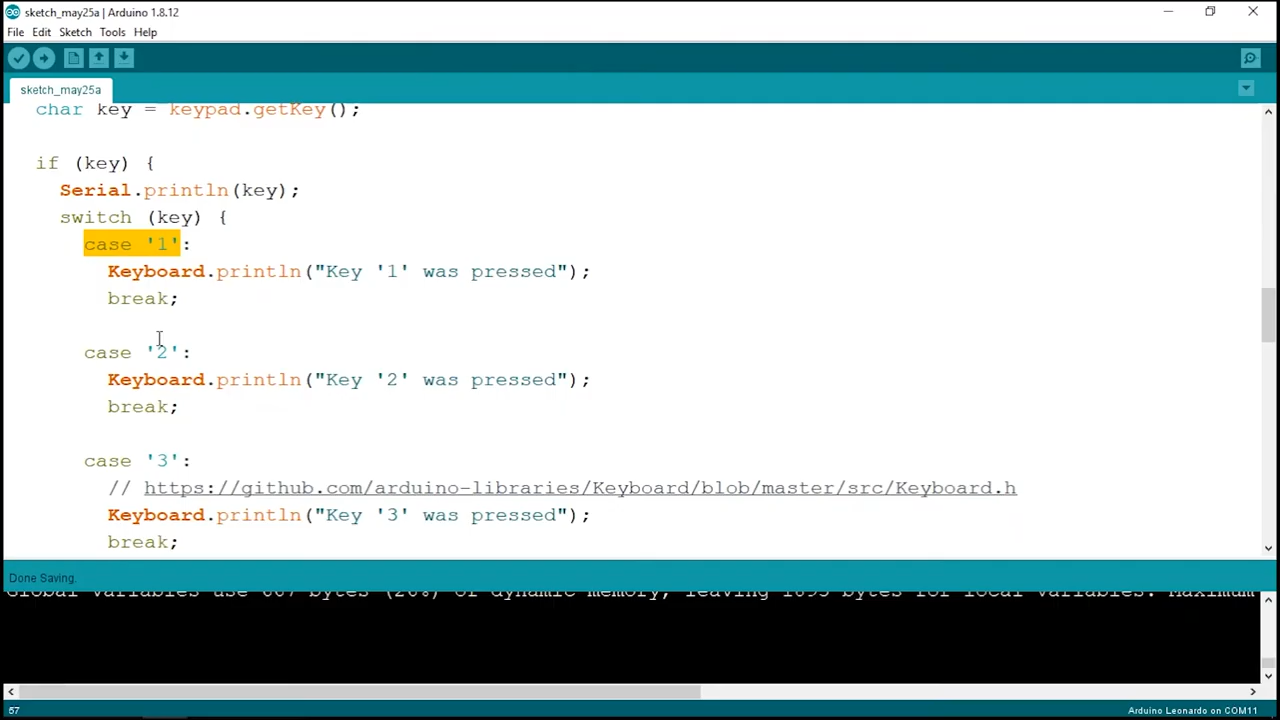 sketch_may25a | Arduino 1.8.12
File Edit Sketch Tools Help
sketch_may25a
char key = keypad.getKey();
if (key) {
Serial.println(key);
switch (key) {
case '1':
Keyboard.println("Key '1' was pressed");
break;
case '2':
Keyboard.println("Key '2' was pressed");
break;
case '3':
// https://github.com/arduino-libraries/Keyboard/blob/master/src/Keyboard.h
Keyboard.println("Key '3' was pressed");
break;
Done Saving.
Global variables use 667 bytes (26%) of dynamic memory, leaving 1893 bytes for local variables. Maximum
57
Arduino Leonardo on COM11